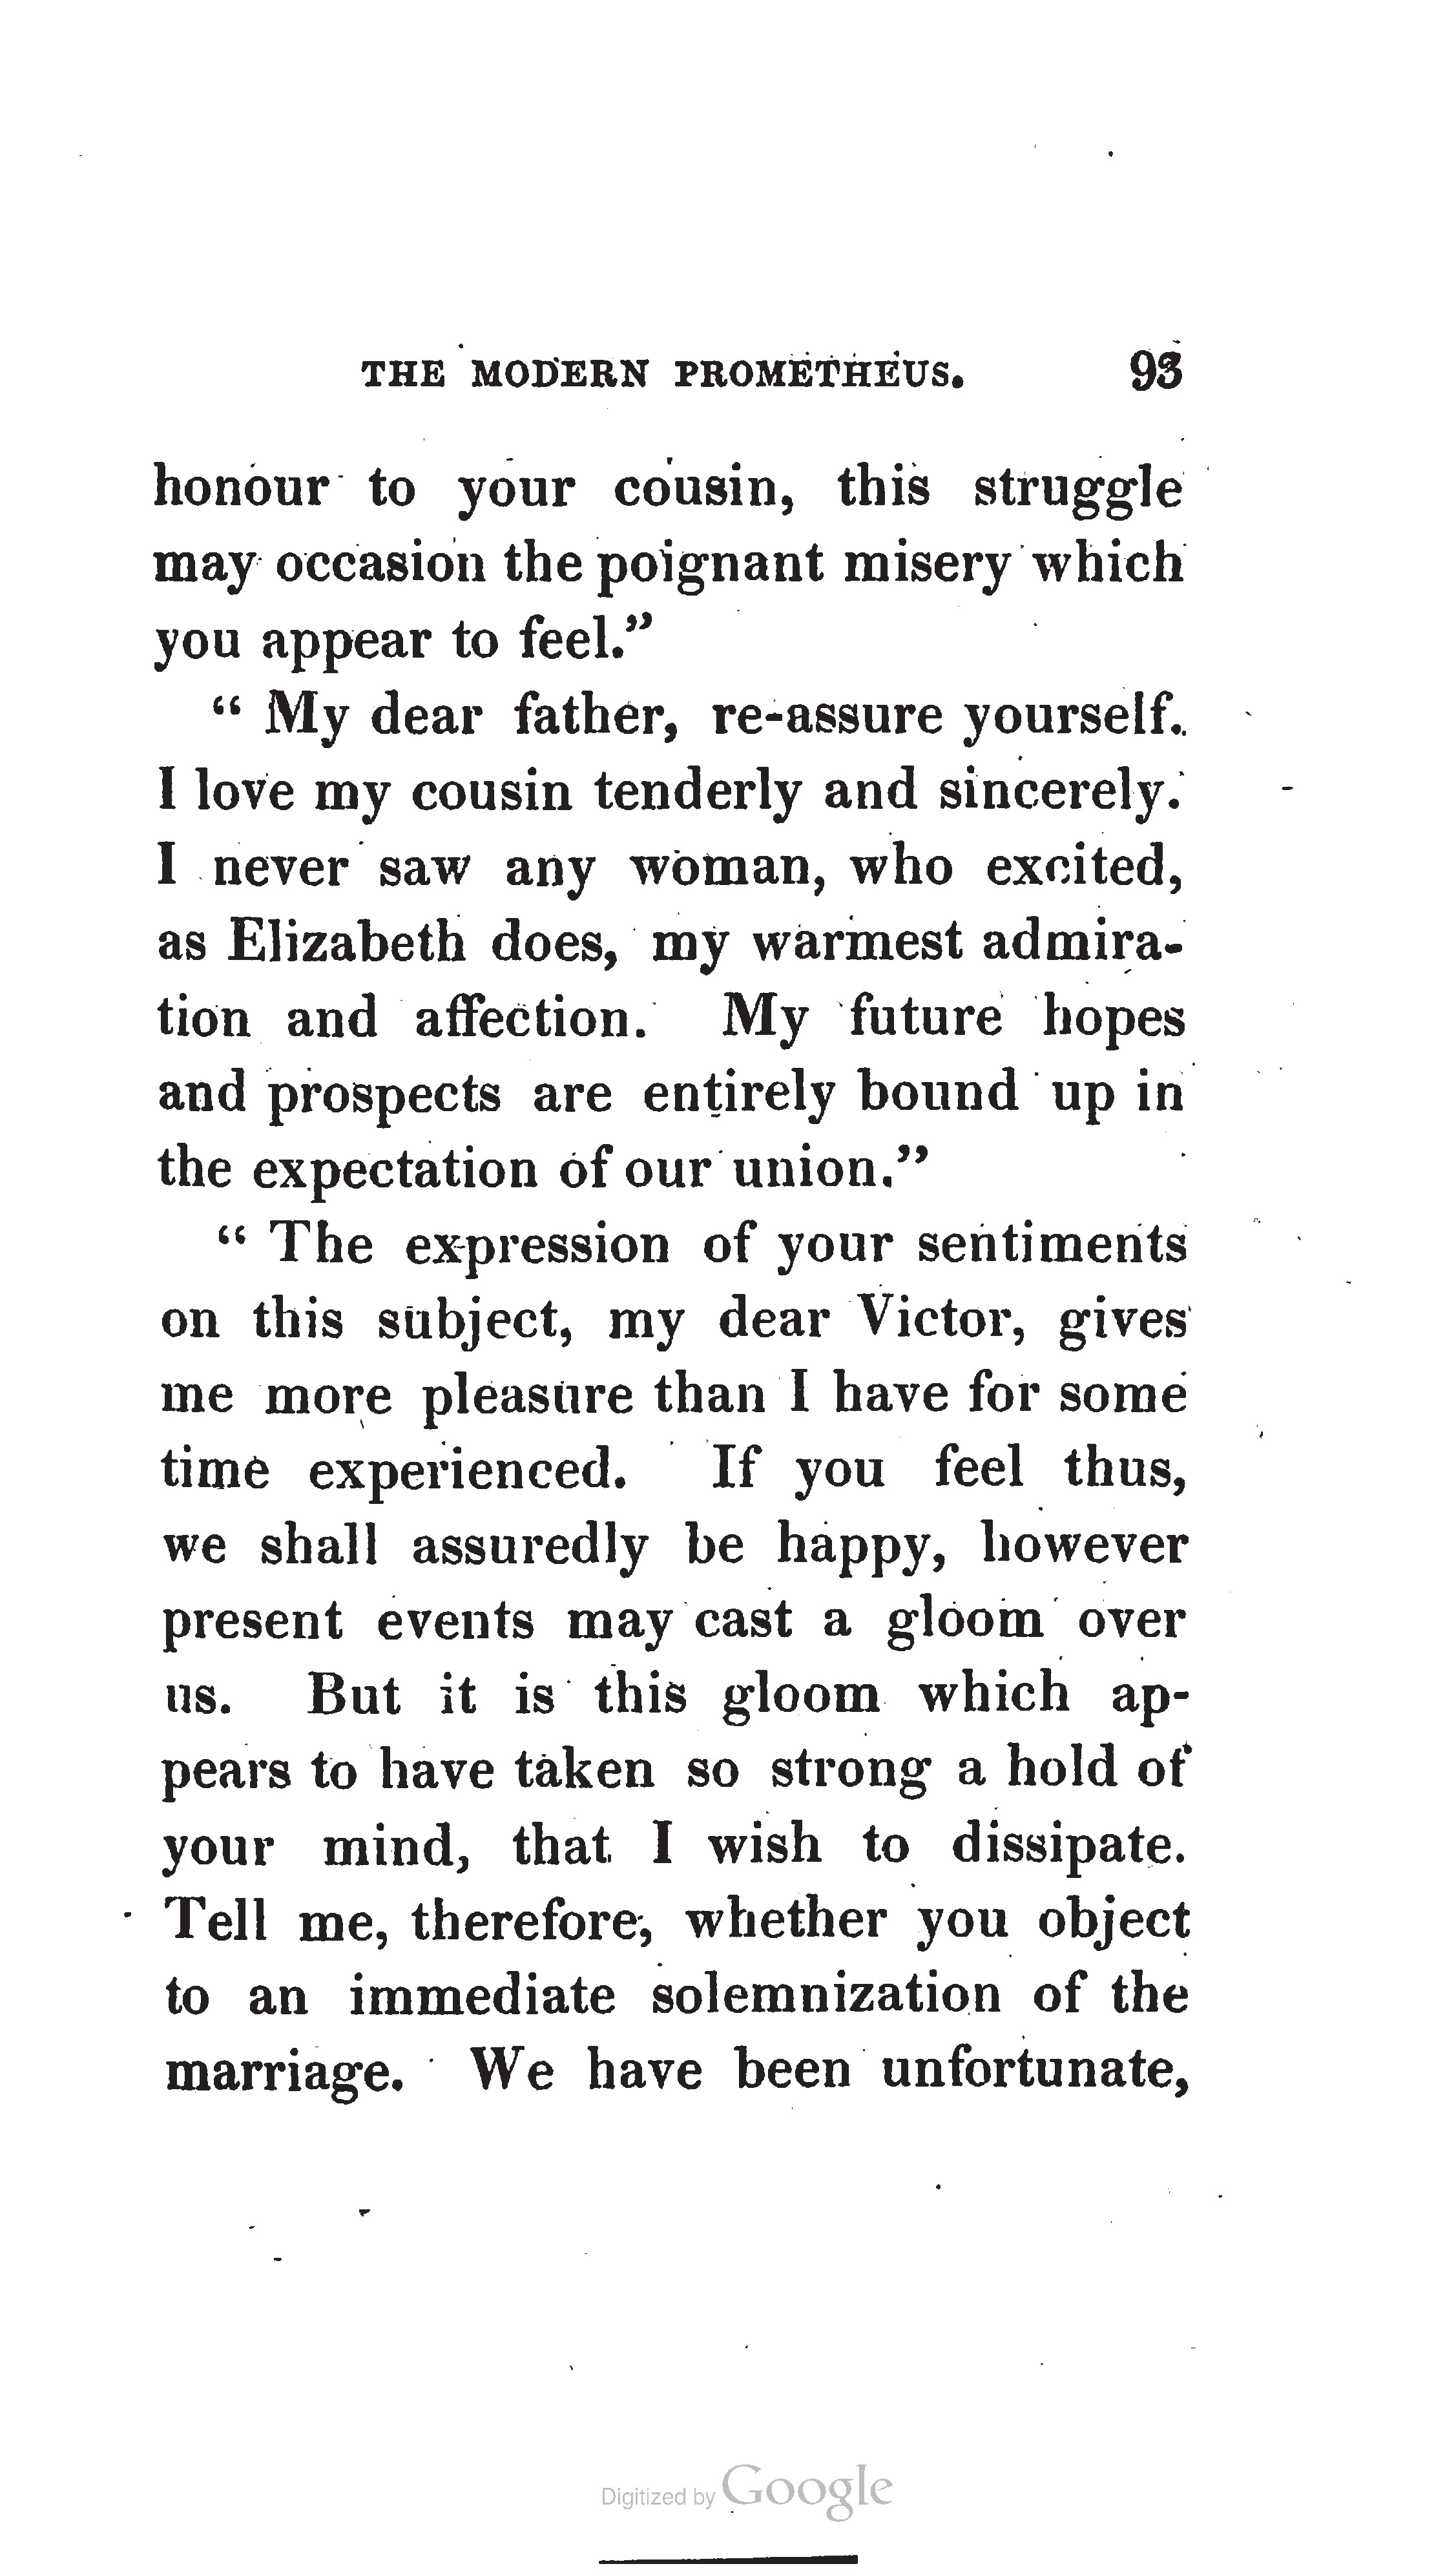 THE MODERN PROMETHEUS. 93
honour to your cousin, this struggle
may occasion the poignant misery which
you appear to feel.”
“ My dear father, re-assure yourself.
I love my cousin tenderly and sincerely.
I never saw any woman, who excited,
as Elizabeth does, my warmest admira-
tion and affection. My future hopes
and prospects are entirely bound up in
the expectation of our union.”
“ The expression of your sentiments
on this subject, my dear Victor, gives
me more pleasure than I have for some
time experienced. If you feel thus,
we shall assuredly be happy, however
present events may cast a gloom over
us. But it is this gloom which ap-
pears to have taken so strong a hold of
your mind, that I wish to dissipate.
Tell me, therefore, whether you object
to an immediate solemnization of the
marriage. We have been unfortunate,
Digitized by Google